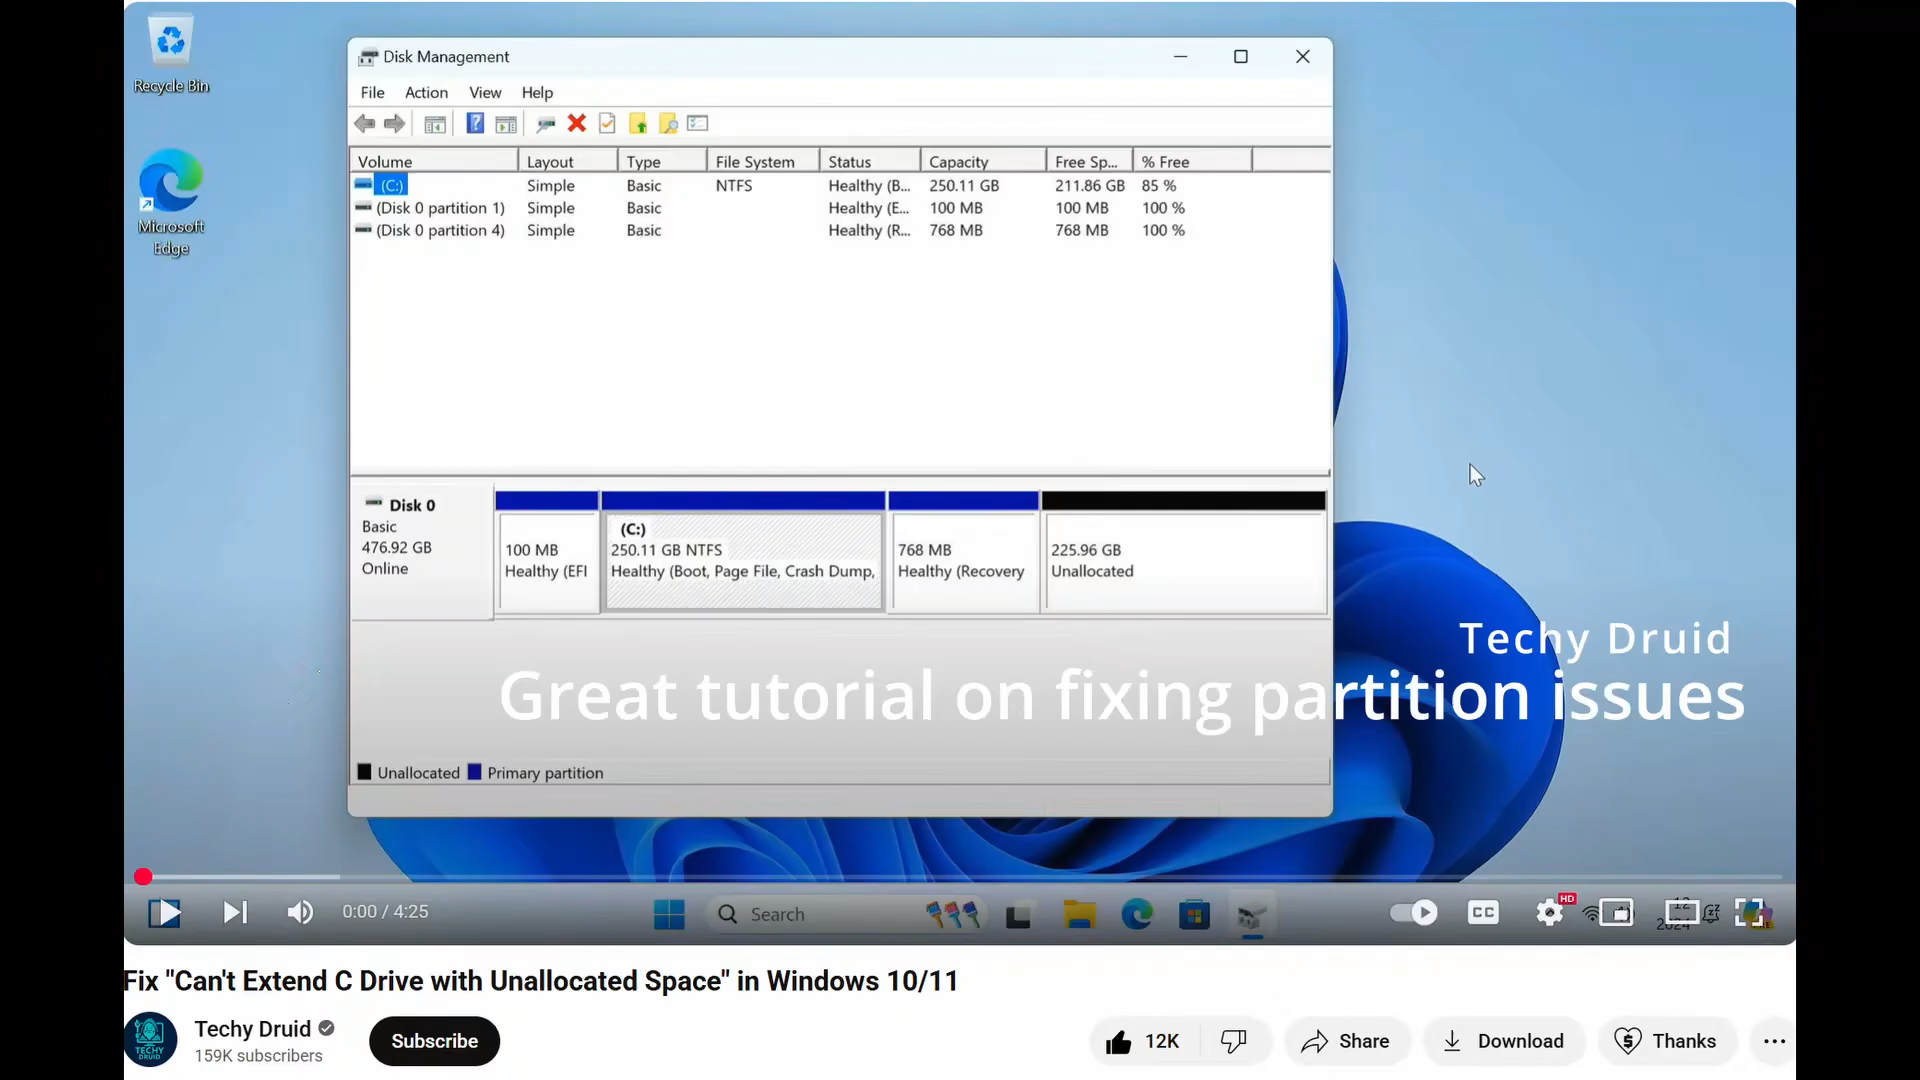 Recycle Bin
Microsoft
Edge
Disk Management
File Action View Help
Volume Layout Type File System Status Capacity Free Sp... % Free
(C:) Simple Basic NTFS Healthy (B... 250.11 GB 211.86 GB 85 %
(Disk 0 partition 1) Simple Basic Healthy (E... 100 MB 100 MB 100 %
(Disk 0 partition 4) Simple Basic Healthy (R... 768 MB 768 MB 100 %
Disk 0
Basic
476.92 GB
Online
100 MB
Healthy (EFI
(C:)
250.11 GB NTFS
Healthy (Boot, Page File, Crash Dump,
768 MB
Healthy (Recovery
225.96 GB
Unallocated
Techy Druid
Great tutorial on fixing partition issues
Unallocated Primary partition
0:00 / 4:25
Search
CC
HD
Fix "Can't Extend C Drive with Unallocated Space" in Windows 10/11
TECHY
DRUID
Techy Druid
159K subscribers
Subscribe
12K
Share
Download
Thanks